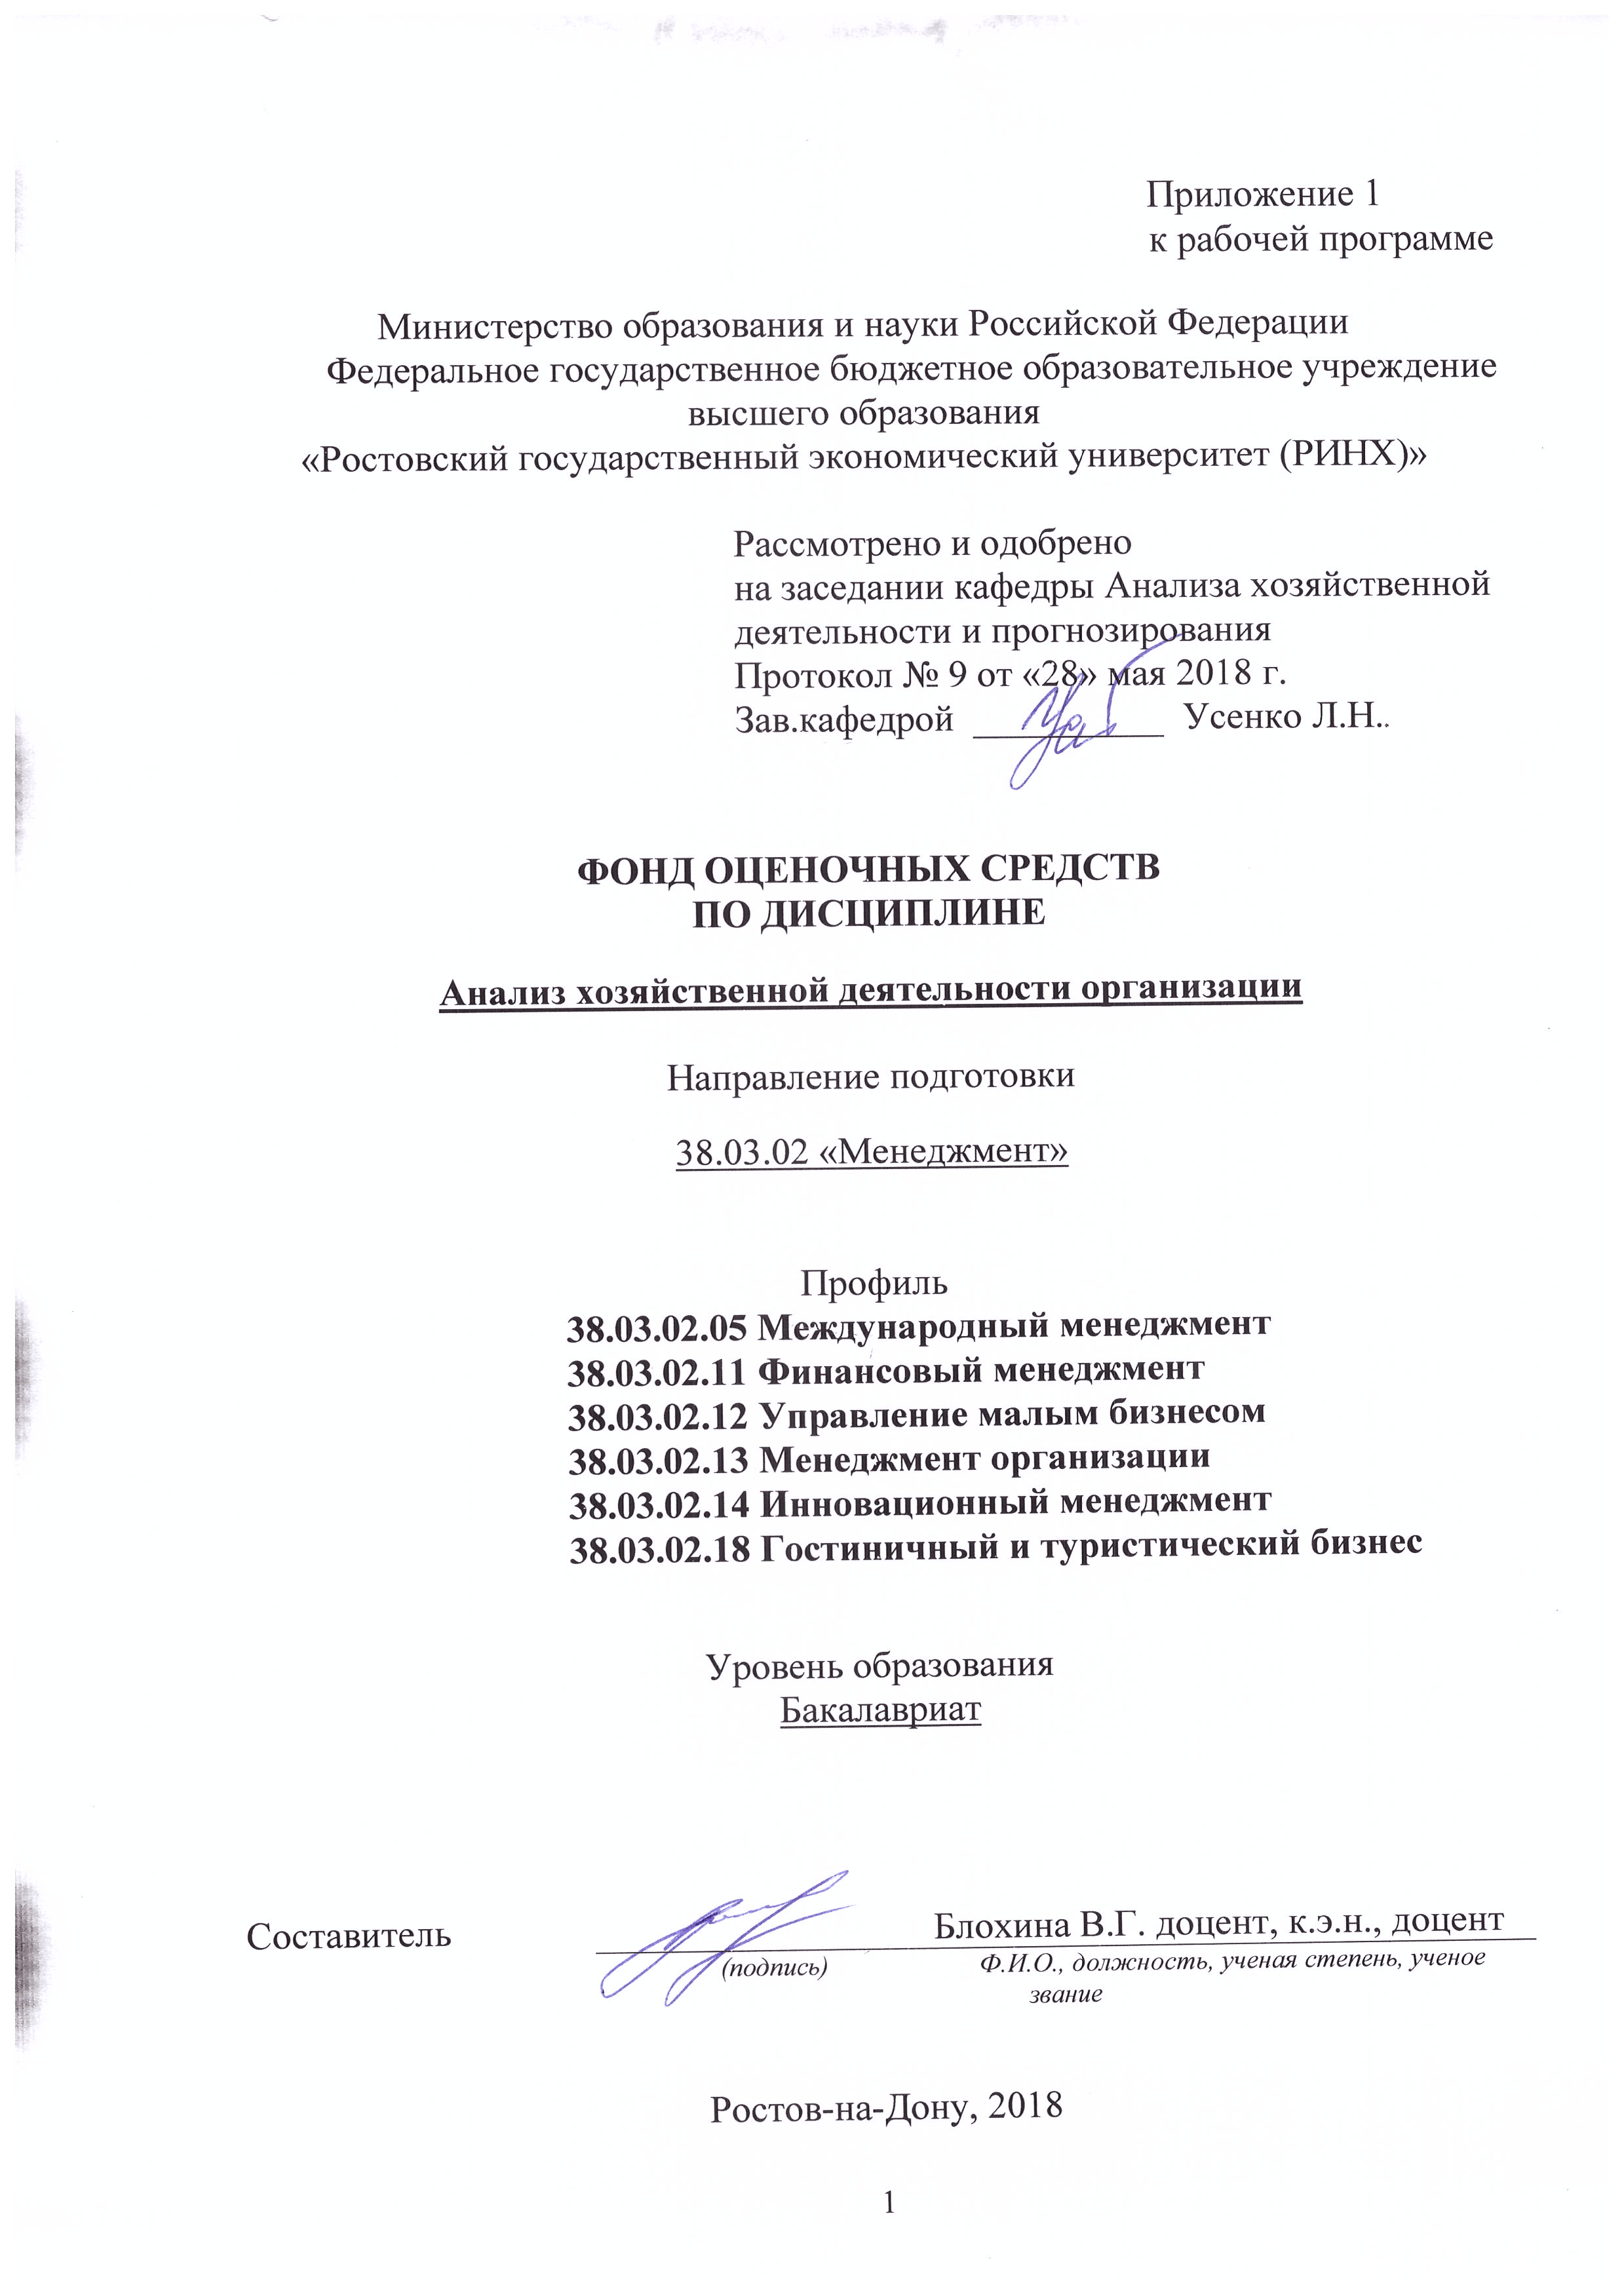 Приложение 1
к рабочей программе
Министерство образования и науки Российской Федерации
Федеральное государственное бюджетное образовательное учреждение
высшего образования
«Ростовский государственный экономический университет (РИНХ)»
Рассмотрено и одобрено
на заседании кафедры Анализа хозяйственной
деятельности и прогнозирования
Протокол № 9 от «28» мая 2018 г.
Зав.кафедрой __________ Усенко Л.Н..
ФОНД ОЦЕНОЧНЫХ СРЕДСТВ
ПО ДИСЦИПЛИНЕ
Анализ хозяйственной деятельности организации
Направление подготовки
38.03.02 «Менеджмент»
Профиль
38.03.02.05 Международный менеджмент
38.03.02.11 Финансовый менеджмент
38.03.02.12 Управление малым бизнесом
38.03.02.13 Менеджмент организации
38.03.02.14 Инновационный менеджмент
38.03.02.18 Гостиничный и туристический бизнес
Уровень образования
Бакалавриат
Составитель Блохина В.Г. доцент, к.э.н., доцент
(подпись) Ф.И.О., должность, ученая степень, ученое
звание
Ростов-на-Дону, 2018
1